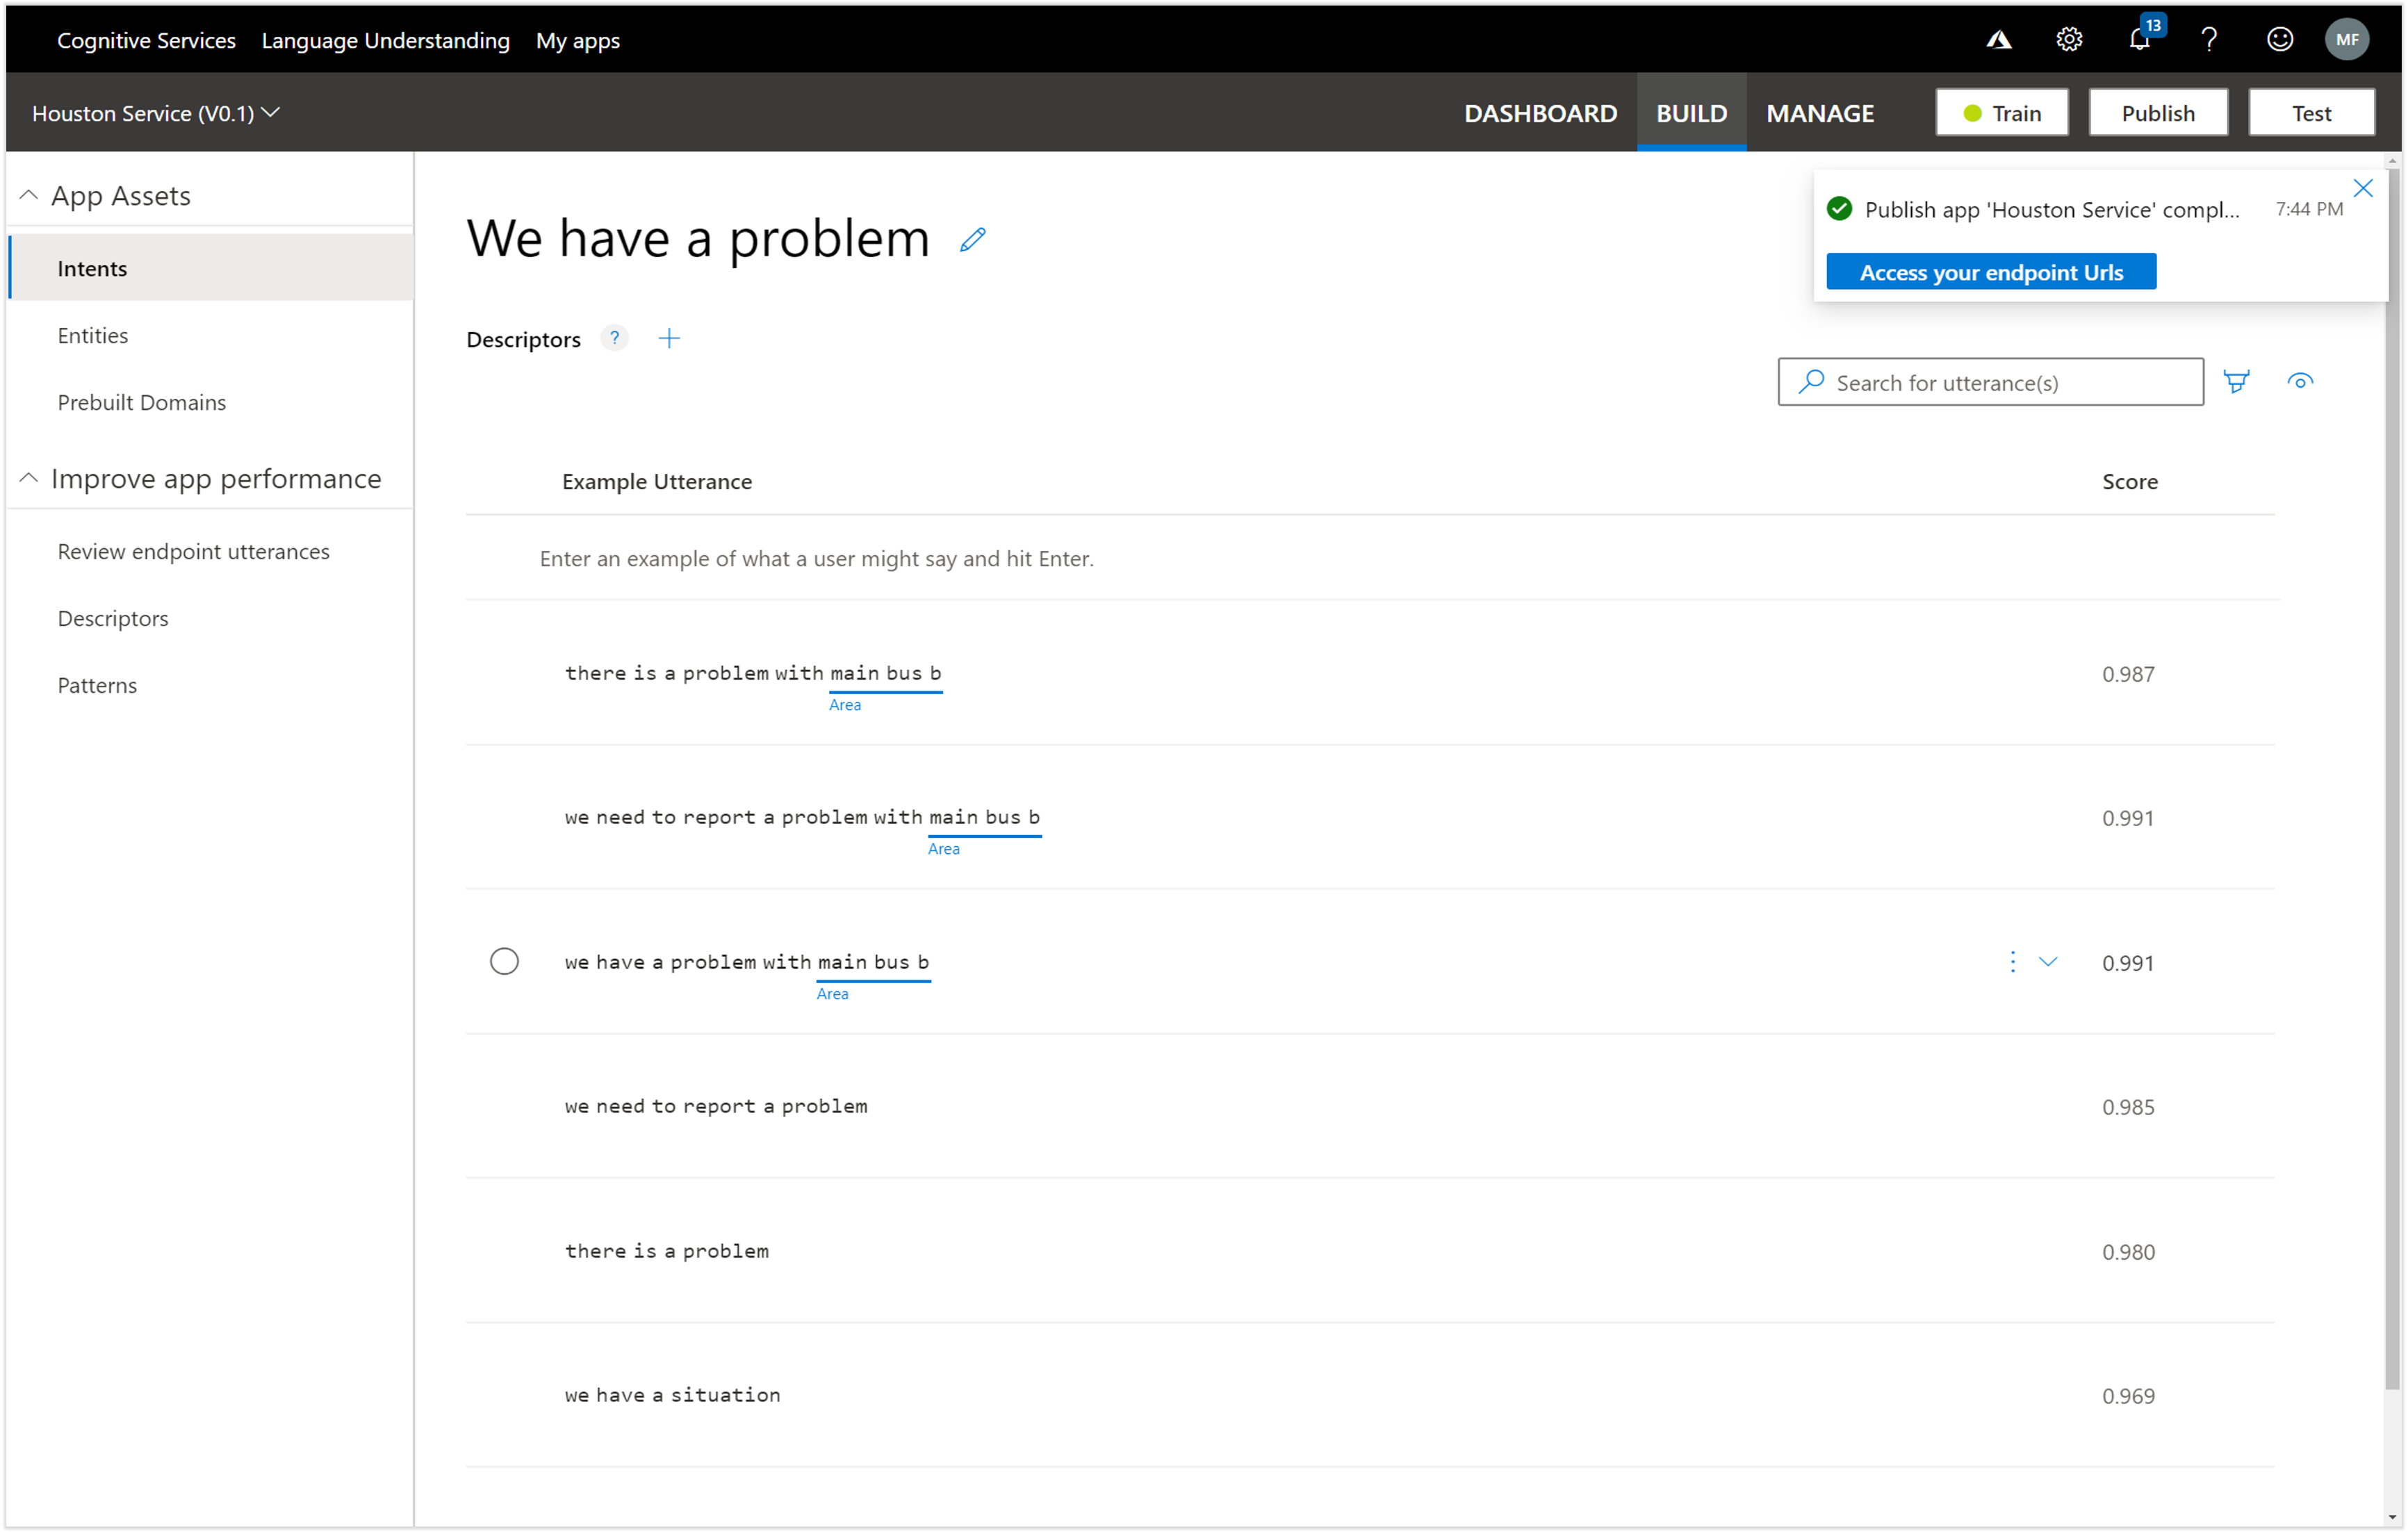 Cognitive Services Language Understanding My apps 13 ? MF
Houston Service (V0.1) DASHBOARD BUILD MANAGE Train Publish Test
App Assets
Intents
Entities
Prebuilt Domains
Improve app performance
Review endpoint utterances
Descriptors
Patterns
We have a problem
Publish app 'Houston Service' compl... 7:44 PM
Access your endpoint Urls
Descriptors ?
Search for utterance(s)
Example Utterance Score
Enter an example of what a user might say and hit Enter.
there is a problem with main bus b 0.987
Area
we need to report a problem with main bus b 0.991
Area
we have a problem with main bus b 0.991
Area
we need to report a problem 0.985
there is a problem 0.980
we have a situation 0.969